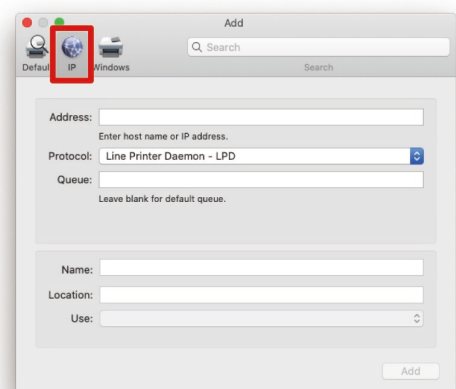 Add
Search
Default IP Windows Search
Address:
Enter host name or IP address.
Protocol: Line Printer Daemon - LPD
Queue:
Leave blank for default queue.
Name:
Location:
Use:
Add